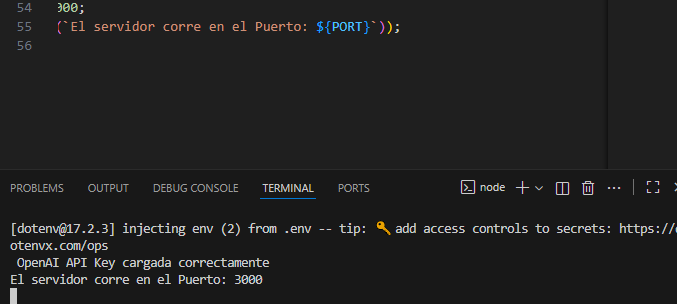 54 000;
55 (`El servidor corre en el Puerto: ${PORT}`));
56
PROBLEMS OUTPUT DEBUG CONSOLE TERMINAL PORTS node
[dotenv@17.2.3] injecting env (2) from .env -- tip: 🔑 add access controls to secrets: https://
otenvx.com/ops
OpenAI API Key cargada correctamente
El servidor corre en el Puerto: 3000